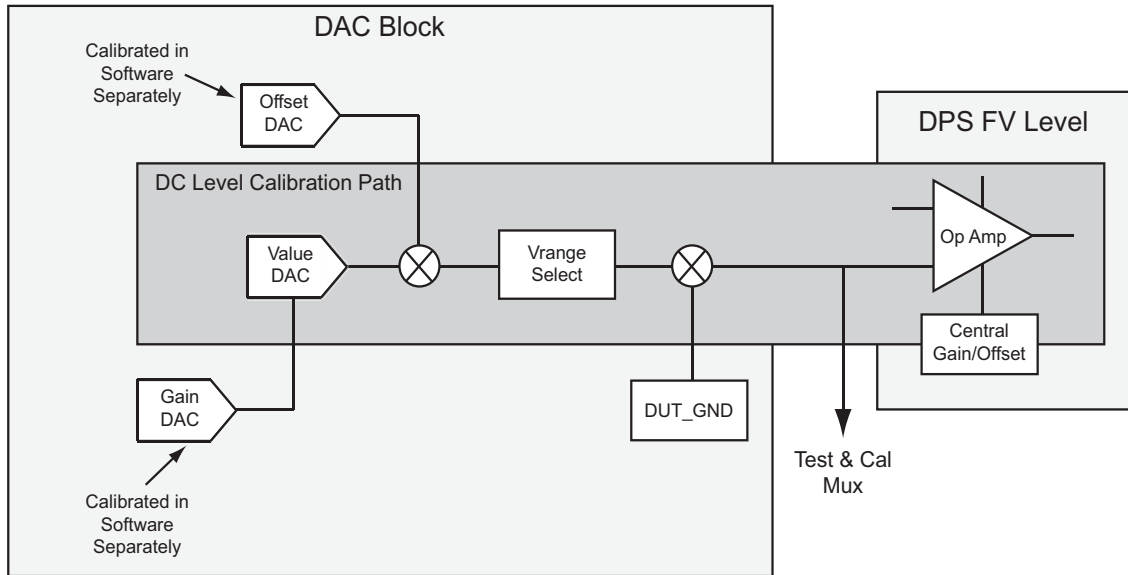 DAC Block
Calibrated in
Software
Separately
Offset
DAC
DPS FV Level
DC Level Calibration Path
Value
DAC
Vrange
Select
Op Amp
Central
Gain/Offset
Gain
DAC
DUT_GND
Test & Cal
Mux
Calibrated in
Software
Separately